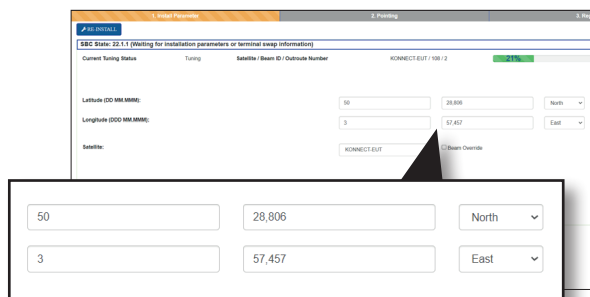 1. Install Parameter 2. Pointing 3. Reg
RE-INSTALL
SBC State: 22.1.1 (Waiting for installation parameters or terminal swap information)
Current Tuning Status Tuning Satellite / Beam ID / Outroute Number KONNECT-EUT / 108 / 2 21%
Latitude (DD MM.MMM): 50 28,806 North
Longitude (DDD MM.MMM): 3 57,457 East
Satellite: KONNECT-EUT Beam Override
50 28,806 North
3 57,457 East